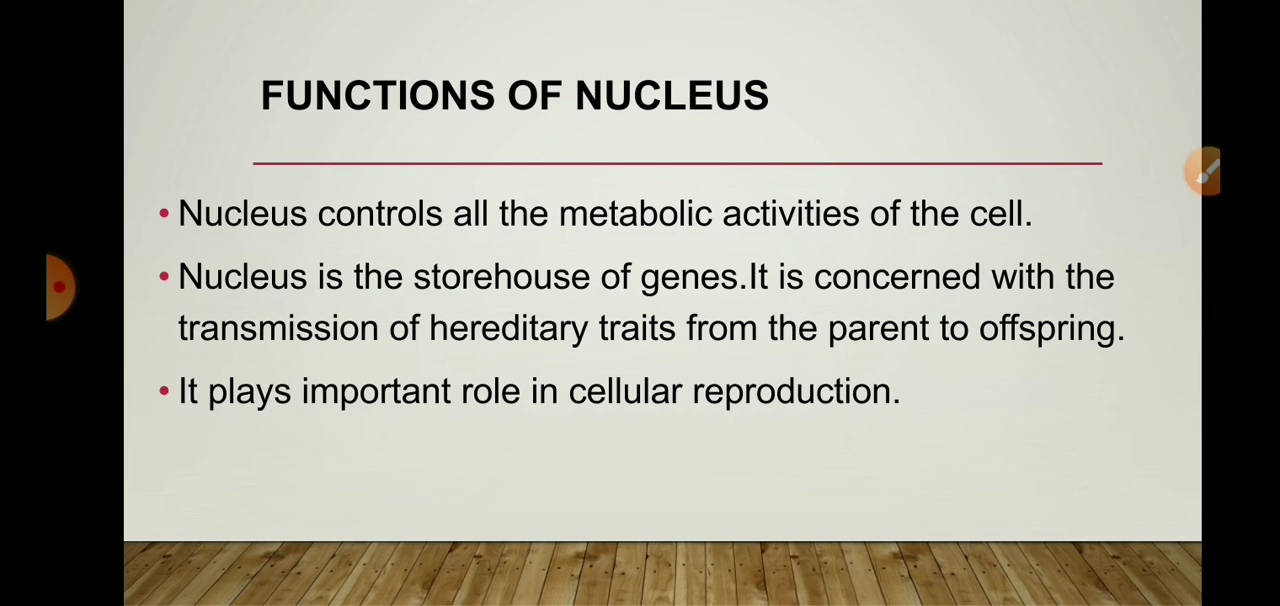 FUNCTIONS OF NUCLEUS
• Nucleus controls all the metabolic activities of the cell.
• Nucleus is the storehouse of genes.It is concerned with the
transmission of hereditary traits from the parent to offspring.
• It plays important role in cellular reproduction.